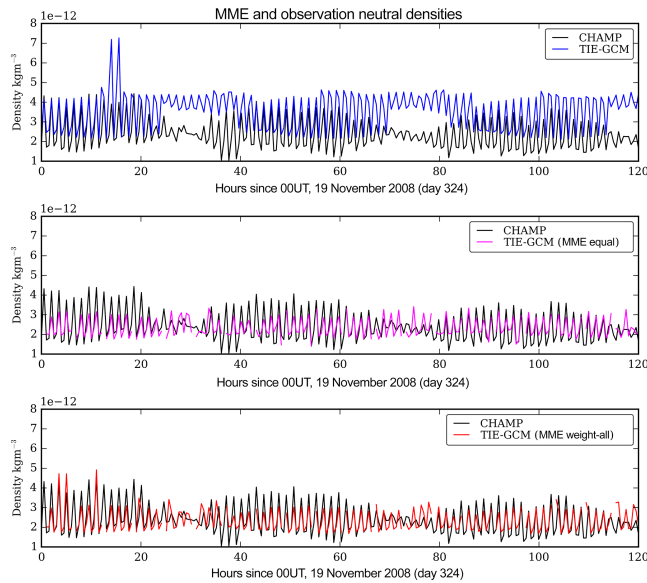 MME and observation neutral densities
1e−12
8
7
6
5
4
3
2
1
Density kgm⁻³
CHAMP
TIE-GCM
0 20 40 60 80 100 120
Hours since 00UT, 19 November 2008 (day 324)
1e−12
8
7
6
5
4
3
2
1
Density kgm⁻³
CHAMP
TIE-GCM (MME equal)
0 20 40 60 80 100 120
Hours since 00UT, 19 November 2008 (day 324)
1e−12
8
7
6
5
4
3
2
1
Density kgm⁻³
CHAMP
TIE-GCM (MME weight-all)
0 20 40 60 80 100 120
Hours since 00UT, 19 November 2008 (day 324)